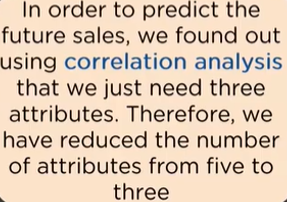 In order to predict the
future sales, we found out
using correlation analysis
that we just need three
attributes. Therefore, we
have reduced the number
of attributes from five to
three